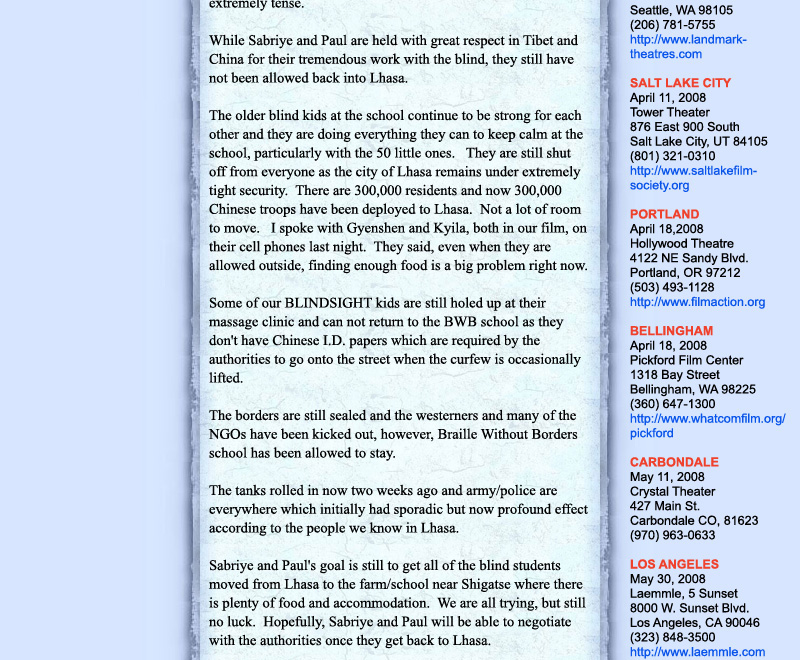 extremely tense.
While Sabriye and Paul are held with great respect in Tibet and
China for their tremendous work with the blind, they still have
not been allowed back into Lhasa.
The older blind kids at the school continue to be strong for each
other and they are doing everything they can to keep calm at the
school, particularly with the 50 little ones.   They are still shut
off from everyone as the city of Lhasa remains under extremely
tight security.  There are 300,000 residents and now 300,000
Chinese troops have been deployed to Lhasa.  Not a lot of room
to move.   I spoke with Gyenshen and Kyila, both in our film, on
their cell phones last night.  They said, even when they are
allowed outside, finding enough food is a big problem right now.
Some of our BLINDSIGHT kids are still holed up at their
massage clinic and can not return to the BWB school as they
don't have Chinese I.D. papers which are required by the
authorities to go onto the street when the curfew is occasionally
lifted.
The borders are still sealed and the westerners and many of the
NGOs have been kicked out, however, Braille Without Borders
school has been allowed to stay.
The tanks rolled in now two weeks ago and army/police are
everywhere which initially had sporadic but now profound effect
according to the people we know in Lhasa.
Sabriye and Paul's goal is still to get all of the blind students
moved from Lhasa to the farm/school near Shigatse where there
is plenty of food and accommodation.  We are all trying, but still
no luck.  Hopefully, Sabriye and Paul will be able to negotiate
with the authorities once they get back to Lhasa.
Seattle, WA 98105
(206) 781-5755
http://www.landmark-
theatres.com
SALT LAKE CITY
April 11, 2008
Tower Theater
876 East 900 South
Salt Lake City, UT 84105
(801) 321-0310
http://www.saltlakefilm-
society.org
PORTLAND
April 18,2008
Hollywood Theatre
4122 NE Sandy Blvd.
Portland, OR 97212
(503) 493-1128
http://www.filmaction.org
BELLINGHAM
April 18, 2008
Pickford Film Center
1318 Bay Street
Bellingham, WA 98225
(360) 647-1300
http://www.whatcomfilm.org/
pickford
CARBONDALE
May 11, 2008
Crystal Theater
427 Main St.
Carbondale CO, 81623
(970) 963-0633
LOS ANGELES
May 30, 2008
Laemmle, 5 Sunset
8000 W. Sunset Blvd.
Los Angeles, CA 90046
(323) 848-3500
http://www.laemmle.com